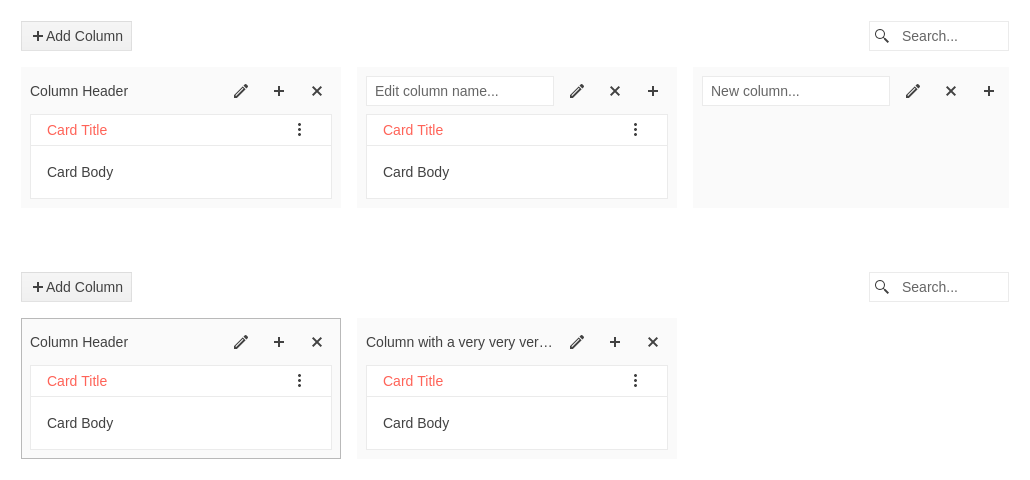 Add Column
Search...
Column Header
Edit column name...
New column...
Card Title
Card Title
Card Body
Card Body
Add Column
Search...
Column Header
Column with a very very ver…
Card Title
Card Title
Card Body
Card Body